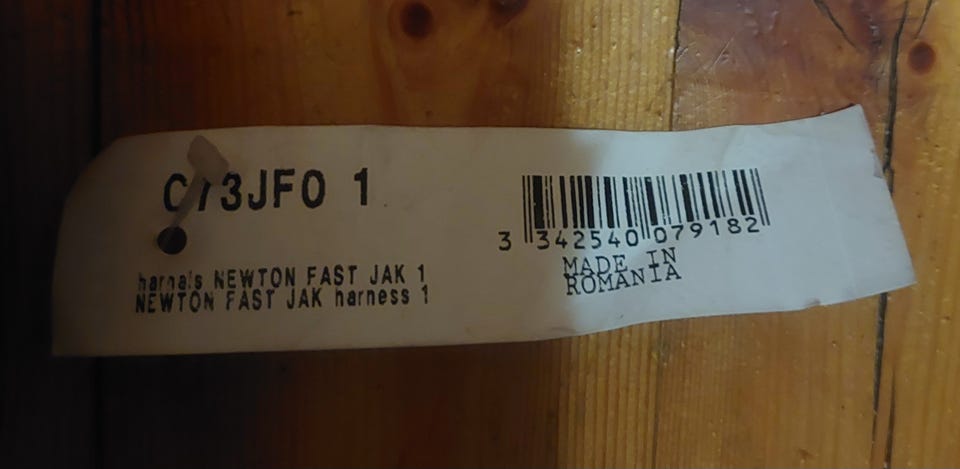 C73JFO 1
harnais NEWTON FAST JAK 1
NEWTON FAST JAK harness 1
3 342540 079182
MADE IN
ROMANIA